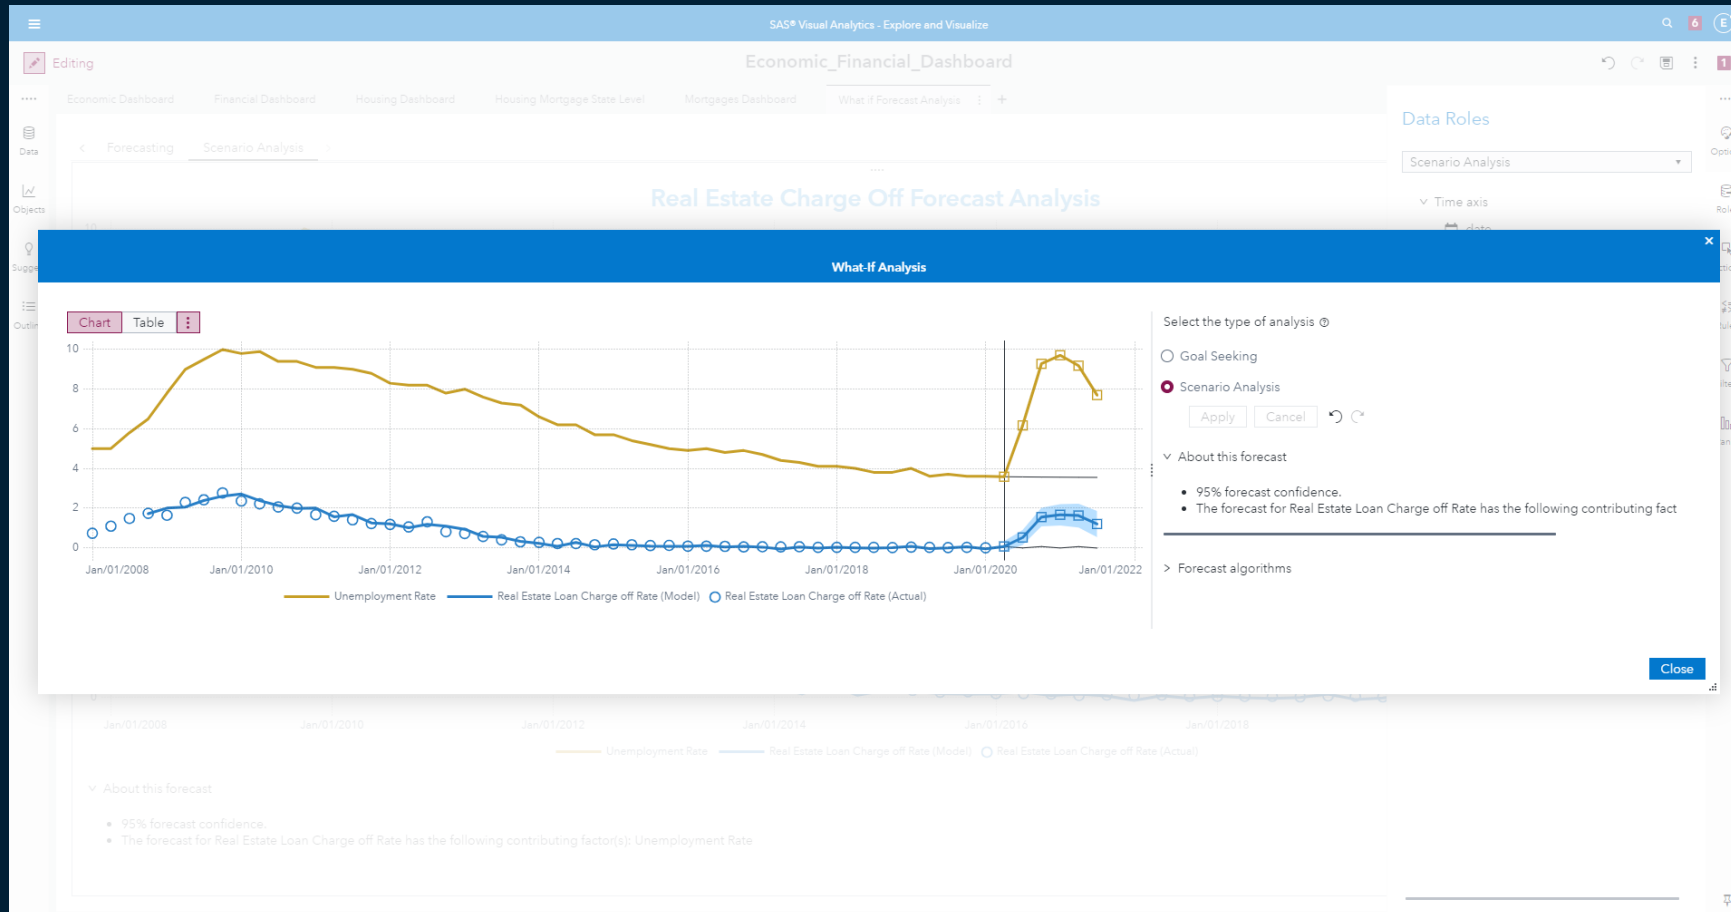 SAS® Visual Analytics - Explore and Visualize
6
E
Editing
Economic_Financial_Dashboard
1
Economic Dashboard
Financial Dashboard
Housing Dashboard
Housing Mortgage State Level
Mortgages Dashboard
What if Forecast Analysis
Data Roles
Data
Forecasting
Scenario Analysis
Scenario Analysis
Objects
Real Estate Charge Off Forecast Analysis
Time axis
date
10
What-If Analysis
Chart
Table
Select the type of analysis
Goal Seeking
Scenario Analysis
Apply
Cancel
About this forecast
• 95% forecast confidence.
• The forecast for Real Estate Loan Charge off Rate has the following contributing fact
Forecast algorithms
10
8
6
4
2
0
Jan/01/2008
Jan/01/2010
Jan/01/2012
Jan/01/2014
Jan/01/2016
Jan/01/2018
Jan/01/2020
Jan/01/2022
Unemployment Rate
Real Estate Loan Charge off Rate (Model)
Real Estate Loan Charge off Rate (Actual)
Close
0
Jan/01/2008
Jan/01/2010
Jan/01/2012
Jan/01/2014
Jan/01/2016
Jan/01/2018
Unemployment Rate
Real Estate Loan Charge off Rate (Model)
Real Estate Loan Charge off Rate (Actual)
About this forecast
• 95% forecast confidence.
• The forecast for Real Estate Loan Charge off Rate has the following contributing factor(s): Unemployment Rate